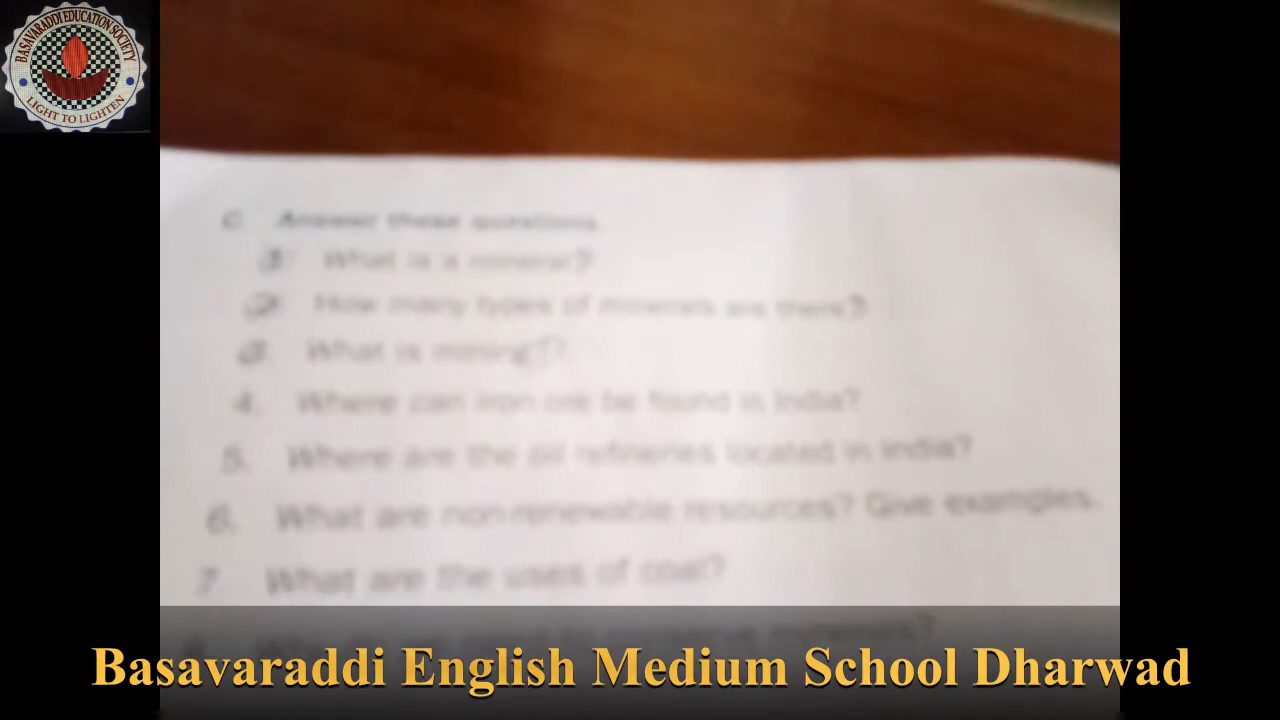 BASAVARADDI EDUCATION SOCIETY
LIGHT TO LIGHTEN
C. Answer these questions.
1. What is a mineral?
2. How many types of minerals are there?
3. What is mining?
4. Where can iron ore be found in India?
5. Where are the oil refineries located in India?
6. What are non-renewable resources? Give examples.
7. What are the uses of coal?
Basavaraddi English Medium School Dharwad